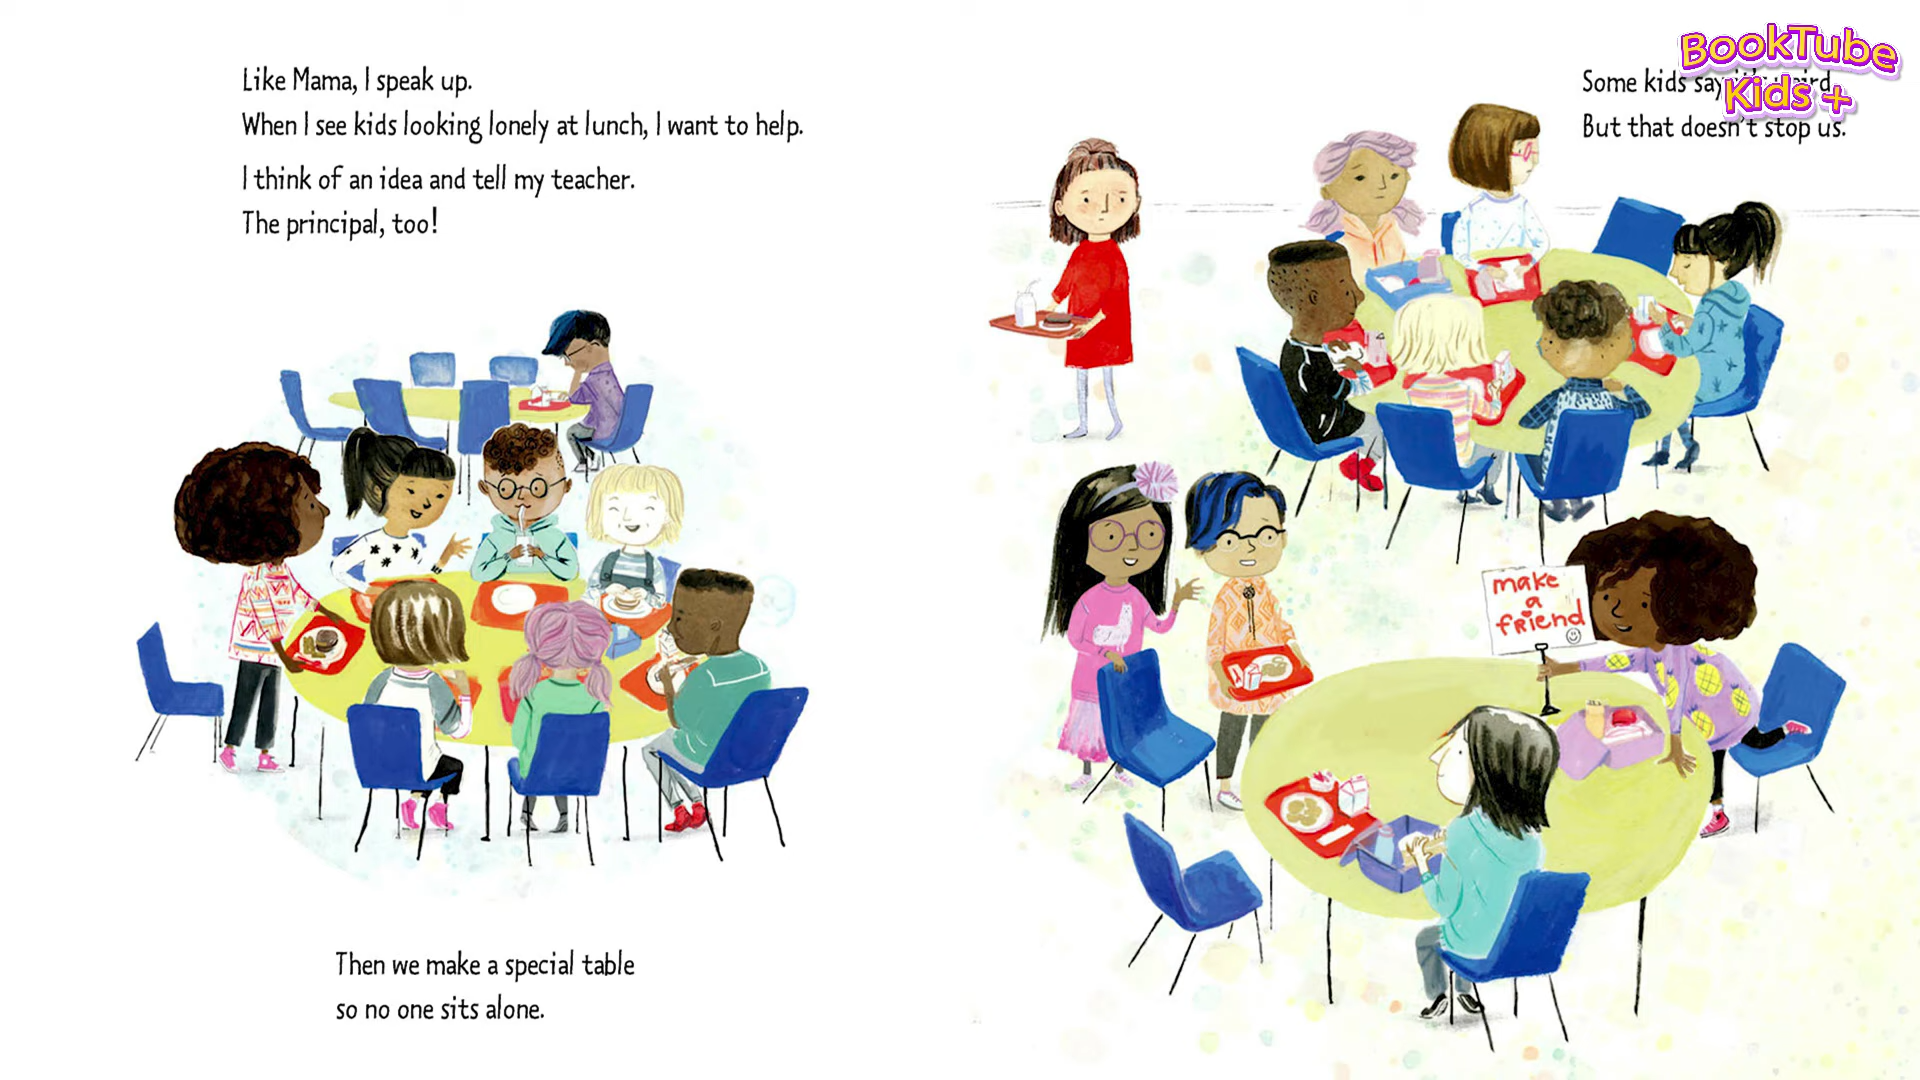 Like Mama, I speak up.
When I see kids looking lonely at lunch, I want to help.
I think of an idea and tell my teacher.
The principal, too!
Then we make a special table
so no one sits alone.
BookTube
Kids +
Some kids say
But that doesn't stop us.
make
a
friend